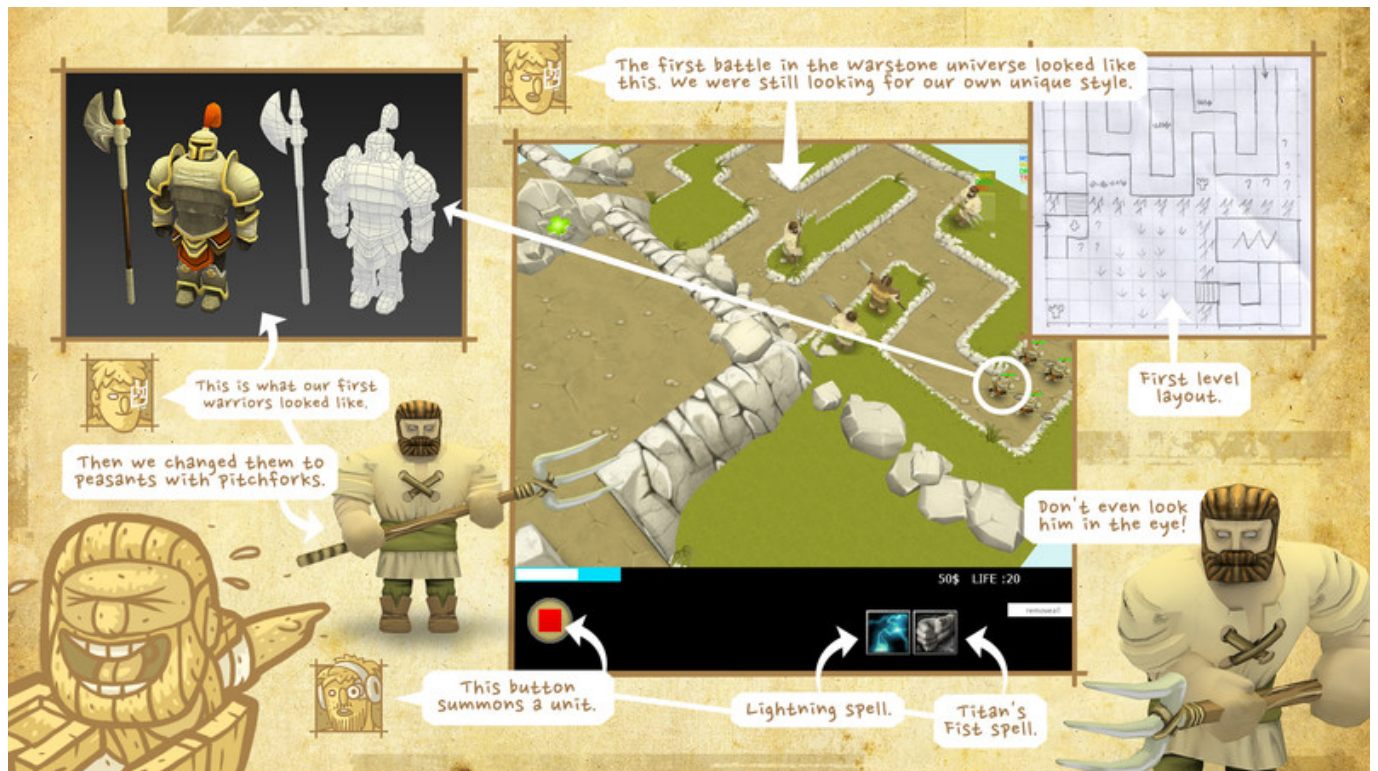 The first battle in the Warstone universe looked like
this. We were still looking for our own unique style.
This is what our first
warriors looked like.
First level
layout.
Then we changed them to
peasants with pitchforks.
Don't even look
him in the eye!
50$ LIFE :20
removeall
This button
summons a unit.
Lightning spell.
Titan's
Fist spell.